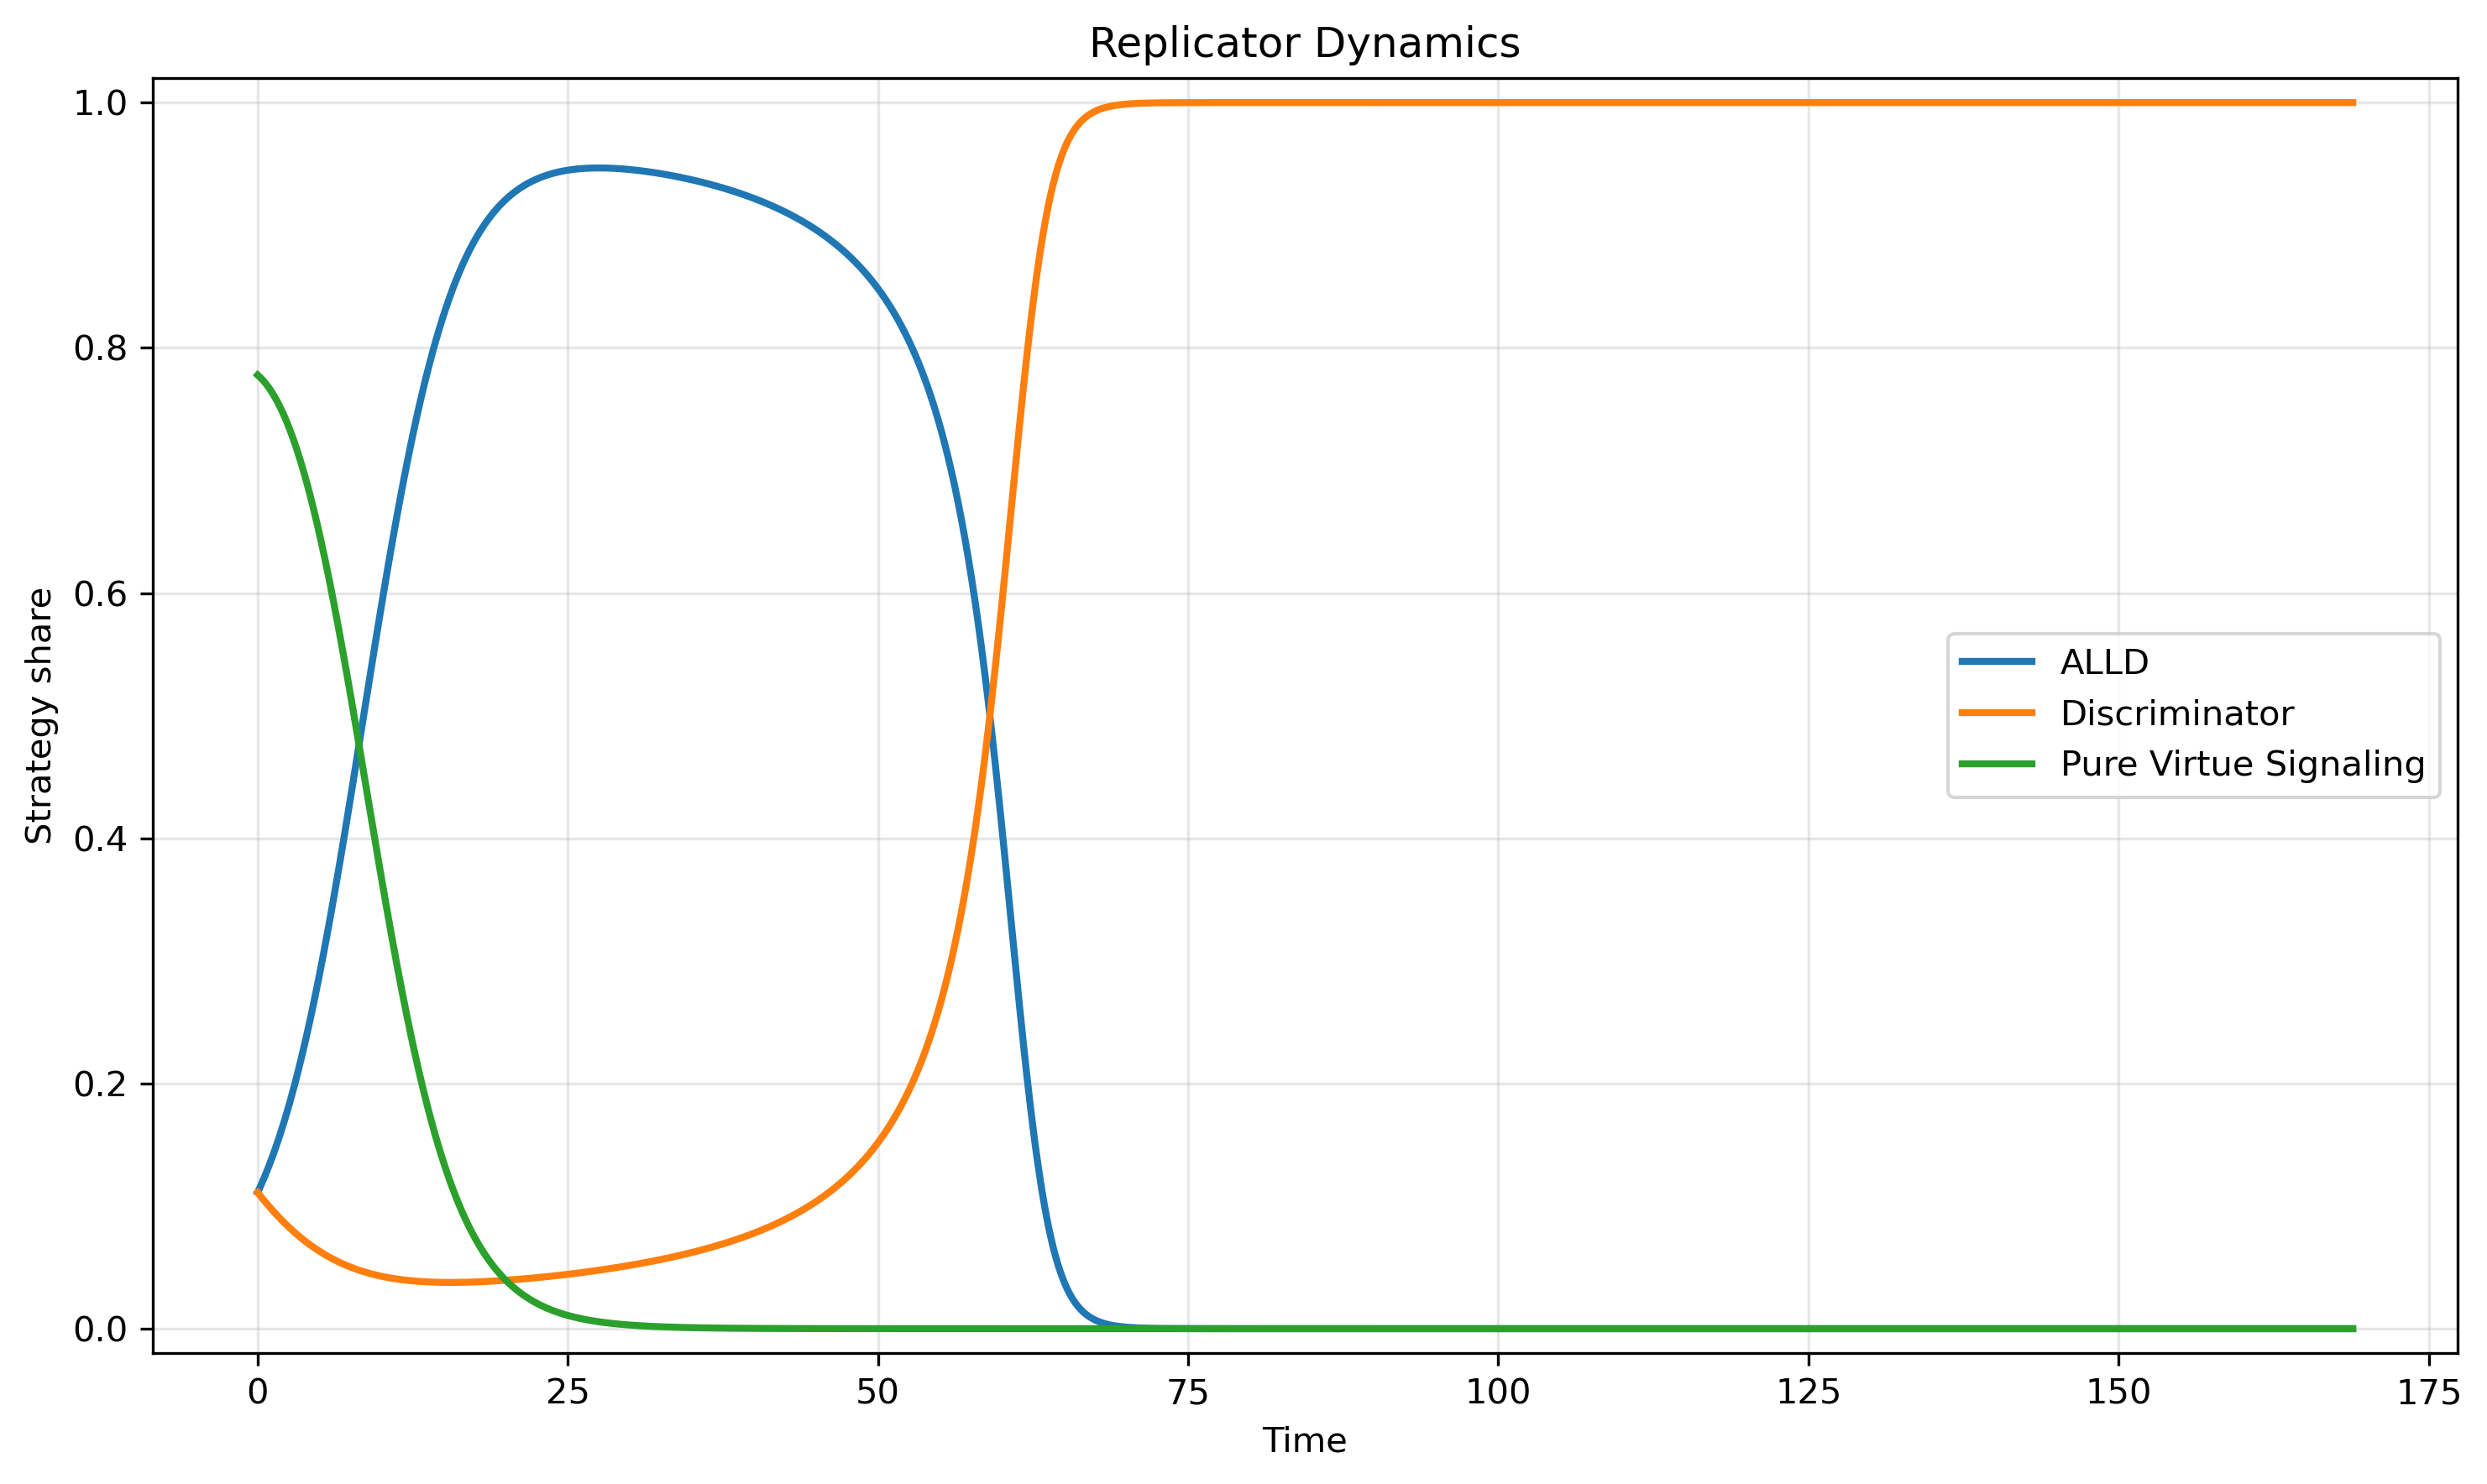 Replicator Dynamics
Strategy share
1.0
0.8
0.6
0.4
0.2
0.0
ALLD
Discriminator
Pure Virtue Signaling
0 25 50 75 100 125 150 175
Time